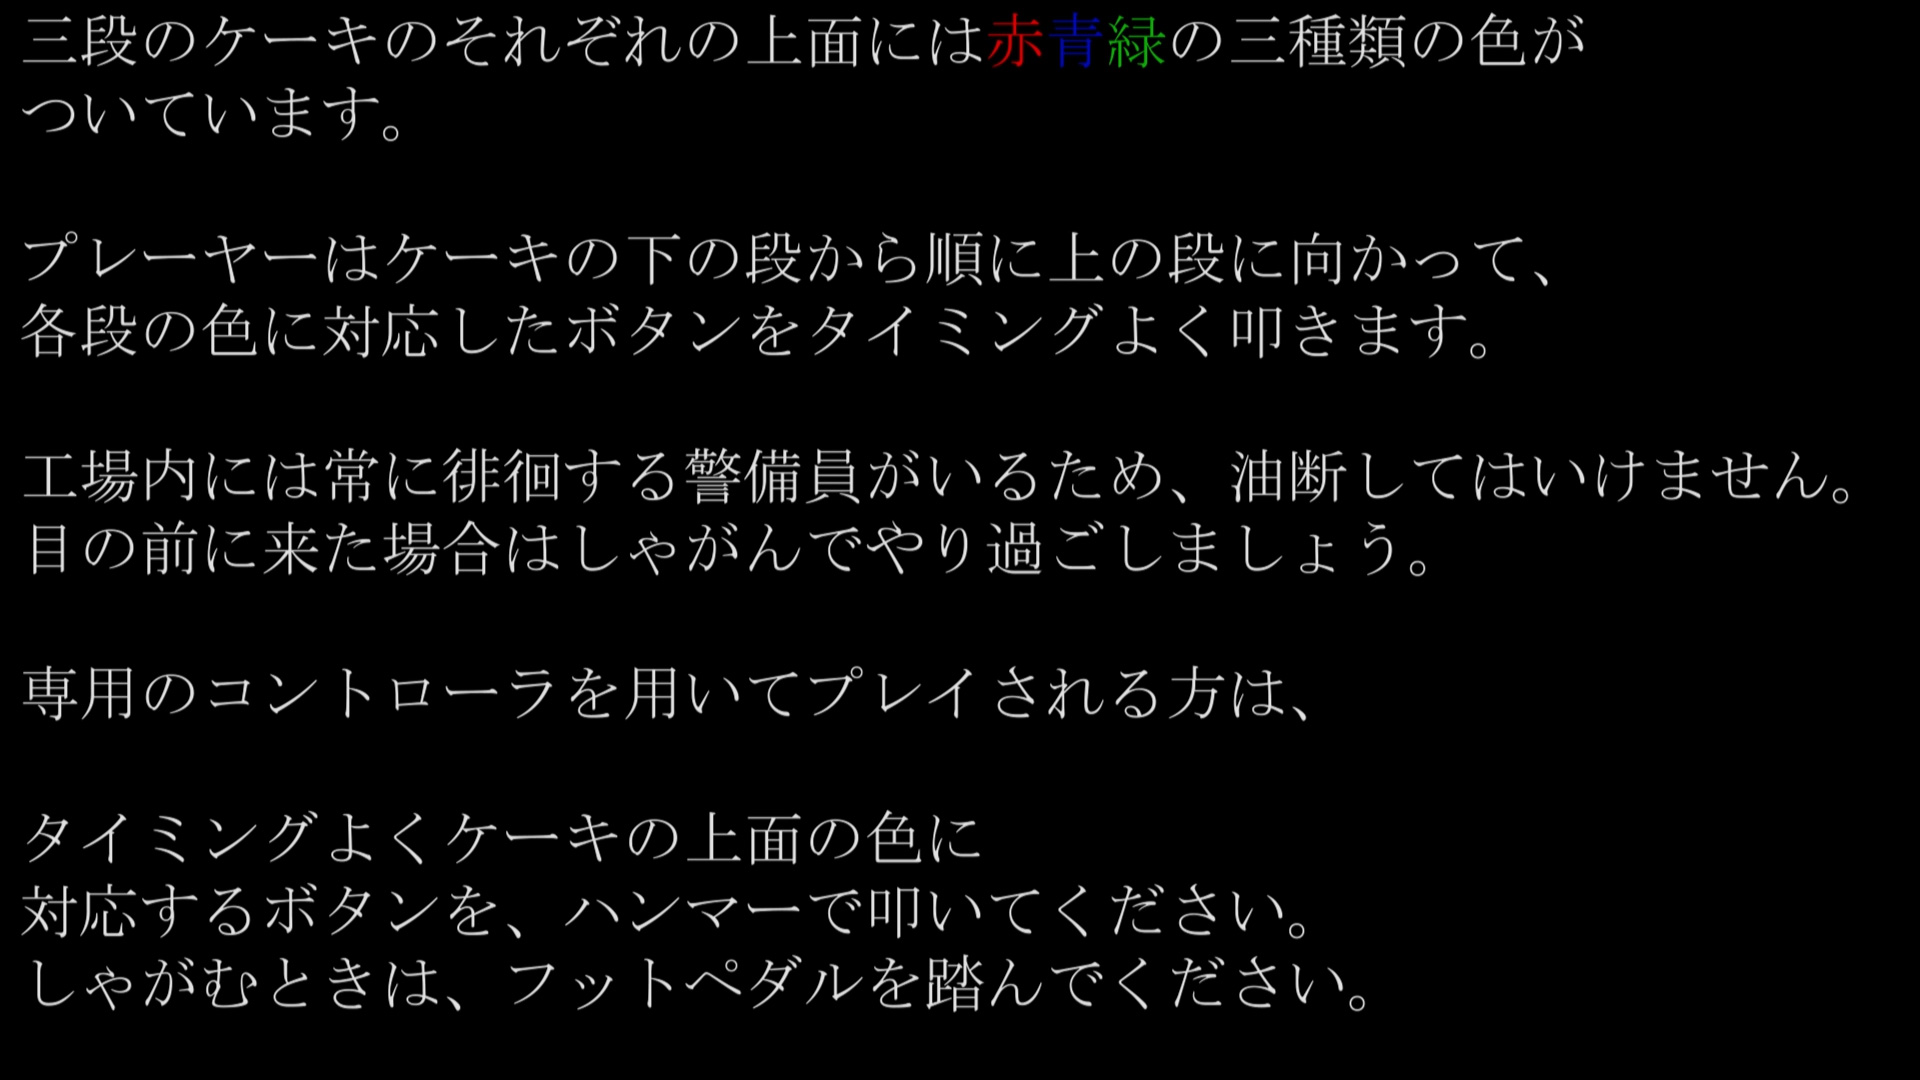 三段のケーキのそれぞれの上面には赤青緑の三種類の色が
ついています。
プレーヤーはケーキの下の段から順に上の段に向かって、
各段の色に対応したボタンをタイミングよく叩きます。
工場内には常に徘徊する警備員がいるため、油断してはいけません。
目の前に来た場合はしゃがんでやり過ごしましょう。
専用のコントローラを用いてプレイされる方は、
タイミングよくケーキの上面の色に
対応するボタンを、ハンマーで叩いてください。
しゃがむときは、フットペダルを踏んでください。